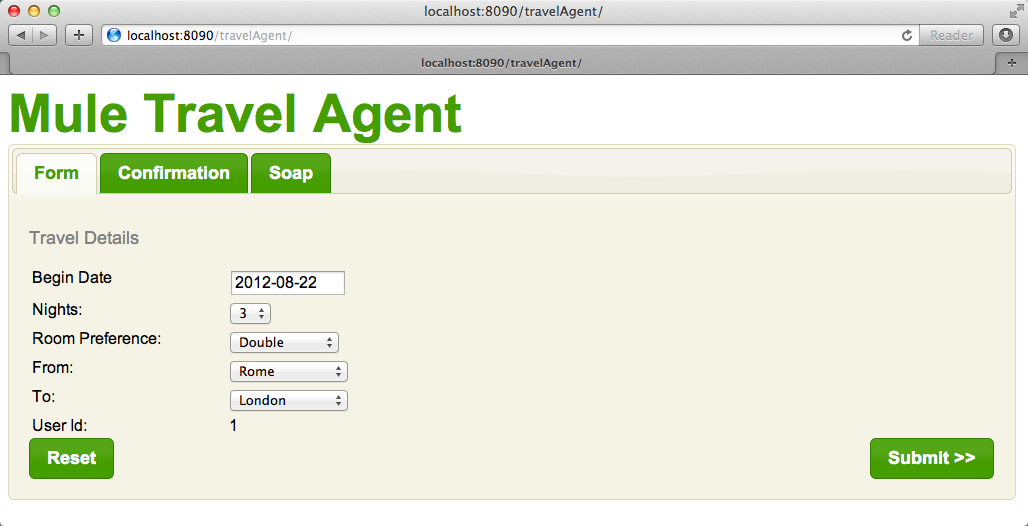 localhost:8090/travelAgent/
localhost:8090/travelAgent/ Reader
localhost:8090/travelAgent/
Mule Travel Agent
Form Confirmation Soap
Travel Details
Begin Date 2012-08-22
Nights: 3
Room Preference: Double
From: Rome
To: London
User Id: 1
Reset Submit >>